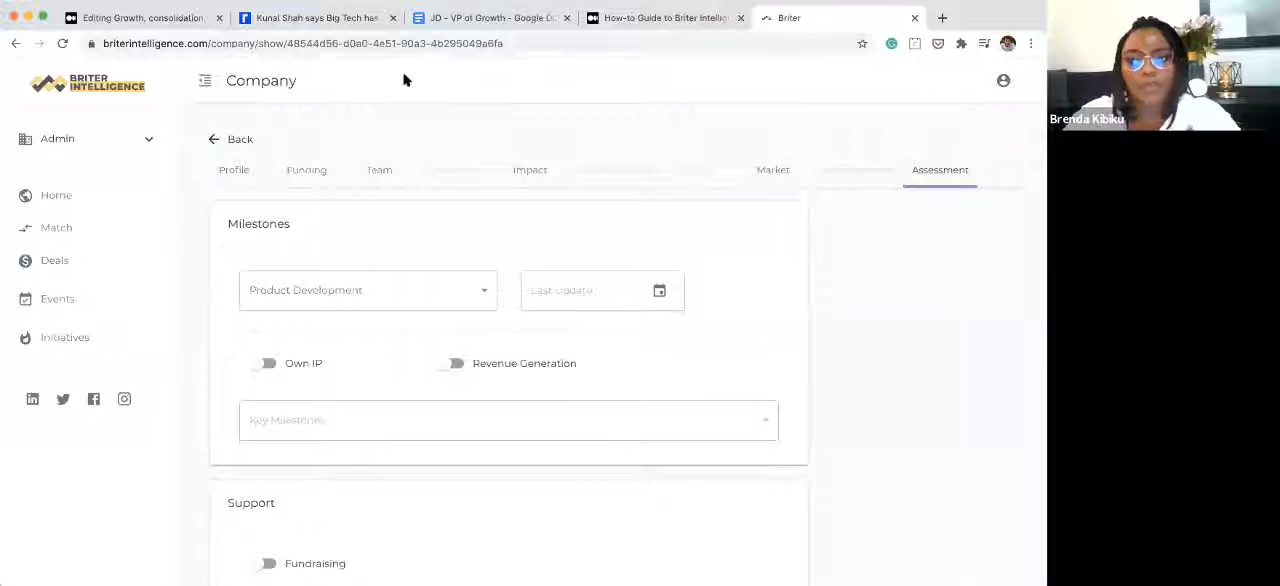 Editing Growth, consolidation,
Kunal Shah says Big Tech has
JD - VP of Growth - Google Do
How-to Guide to Briter Intellig
Briter
briterintelligence.com/company/show/48544d56-d0a0-4e51-90a3-4b295049a6fa
BRITER
INTELLIGENCE
Company
Brenda Kibiku
Admin
Back
Profile
Funding
Team
Impact
Market
Assessment
Home
Match
Deals
Events
Initiatives
Milestones
Product Development
Last Update
Own IP
Revenue Generation
Key Milestones
Support
Fundraising